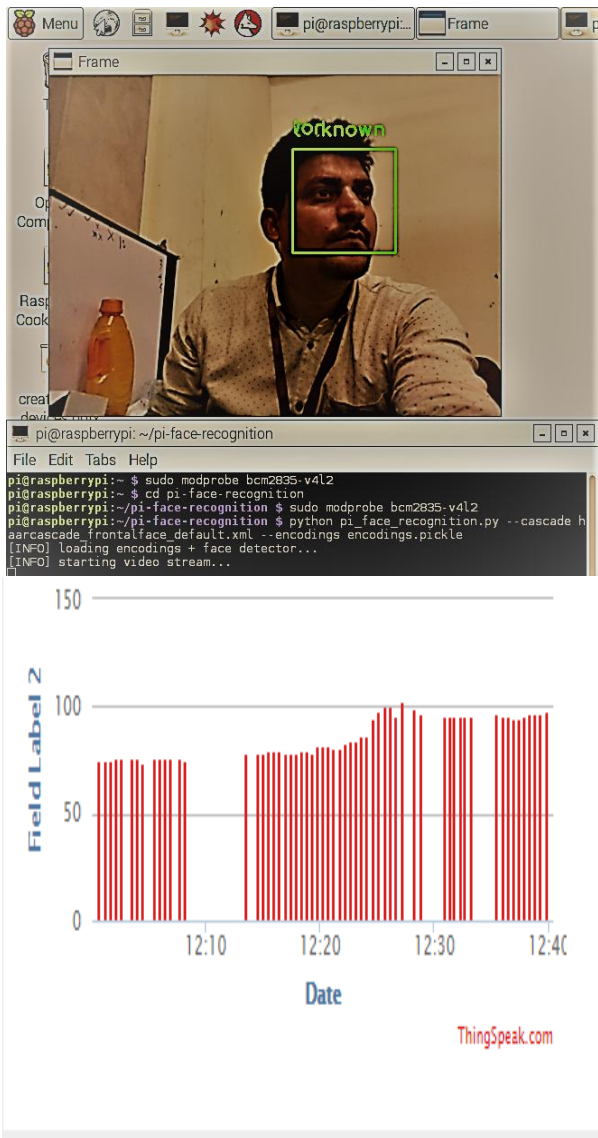 Menu
pi@raspberrypi:...
Frame
Frame
Rasp
Cook
creat
pi@raspberrypi: ~/pi-face-recognition
File Edit Tabs Help
pi@raspberrypi:~ $ sudo modprobe bcm2835-v4l2
pi@raspberrypi:~ $ cd pi-face-recognition
pi@raspberrypi:~/pi-face-recognition $ sudo modprobe bcm2835-v4l2
pi@raspberrypi:~/pi-face-recognition $ python pi_face_recognition.py --cascade h
aarcascade_frontalface_default.xml --encodings encodings.pickle
[INFO] loading encodings + face detector...
[INFO] starting video stream...
150
100
50
0
Field Label 2
12:10
12:20
12:30
12:40
Date
ThingSpeak.com